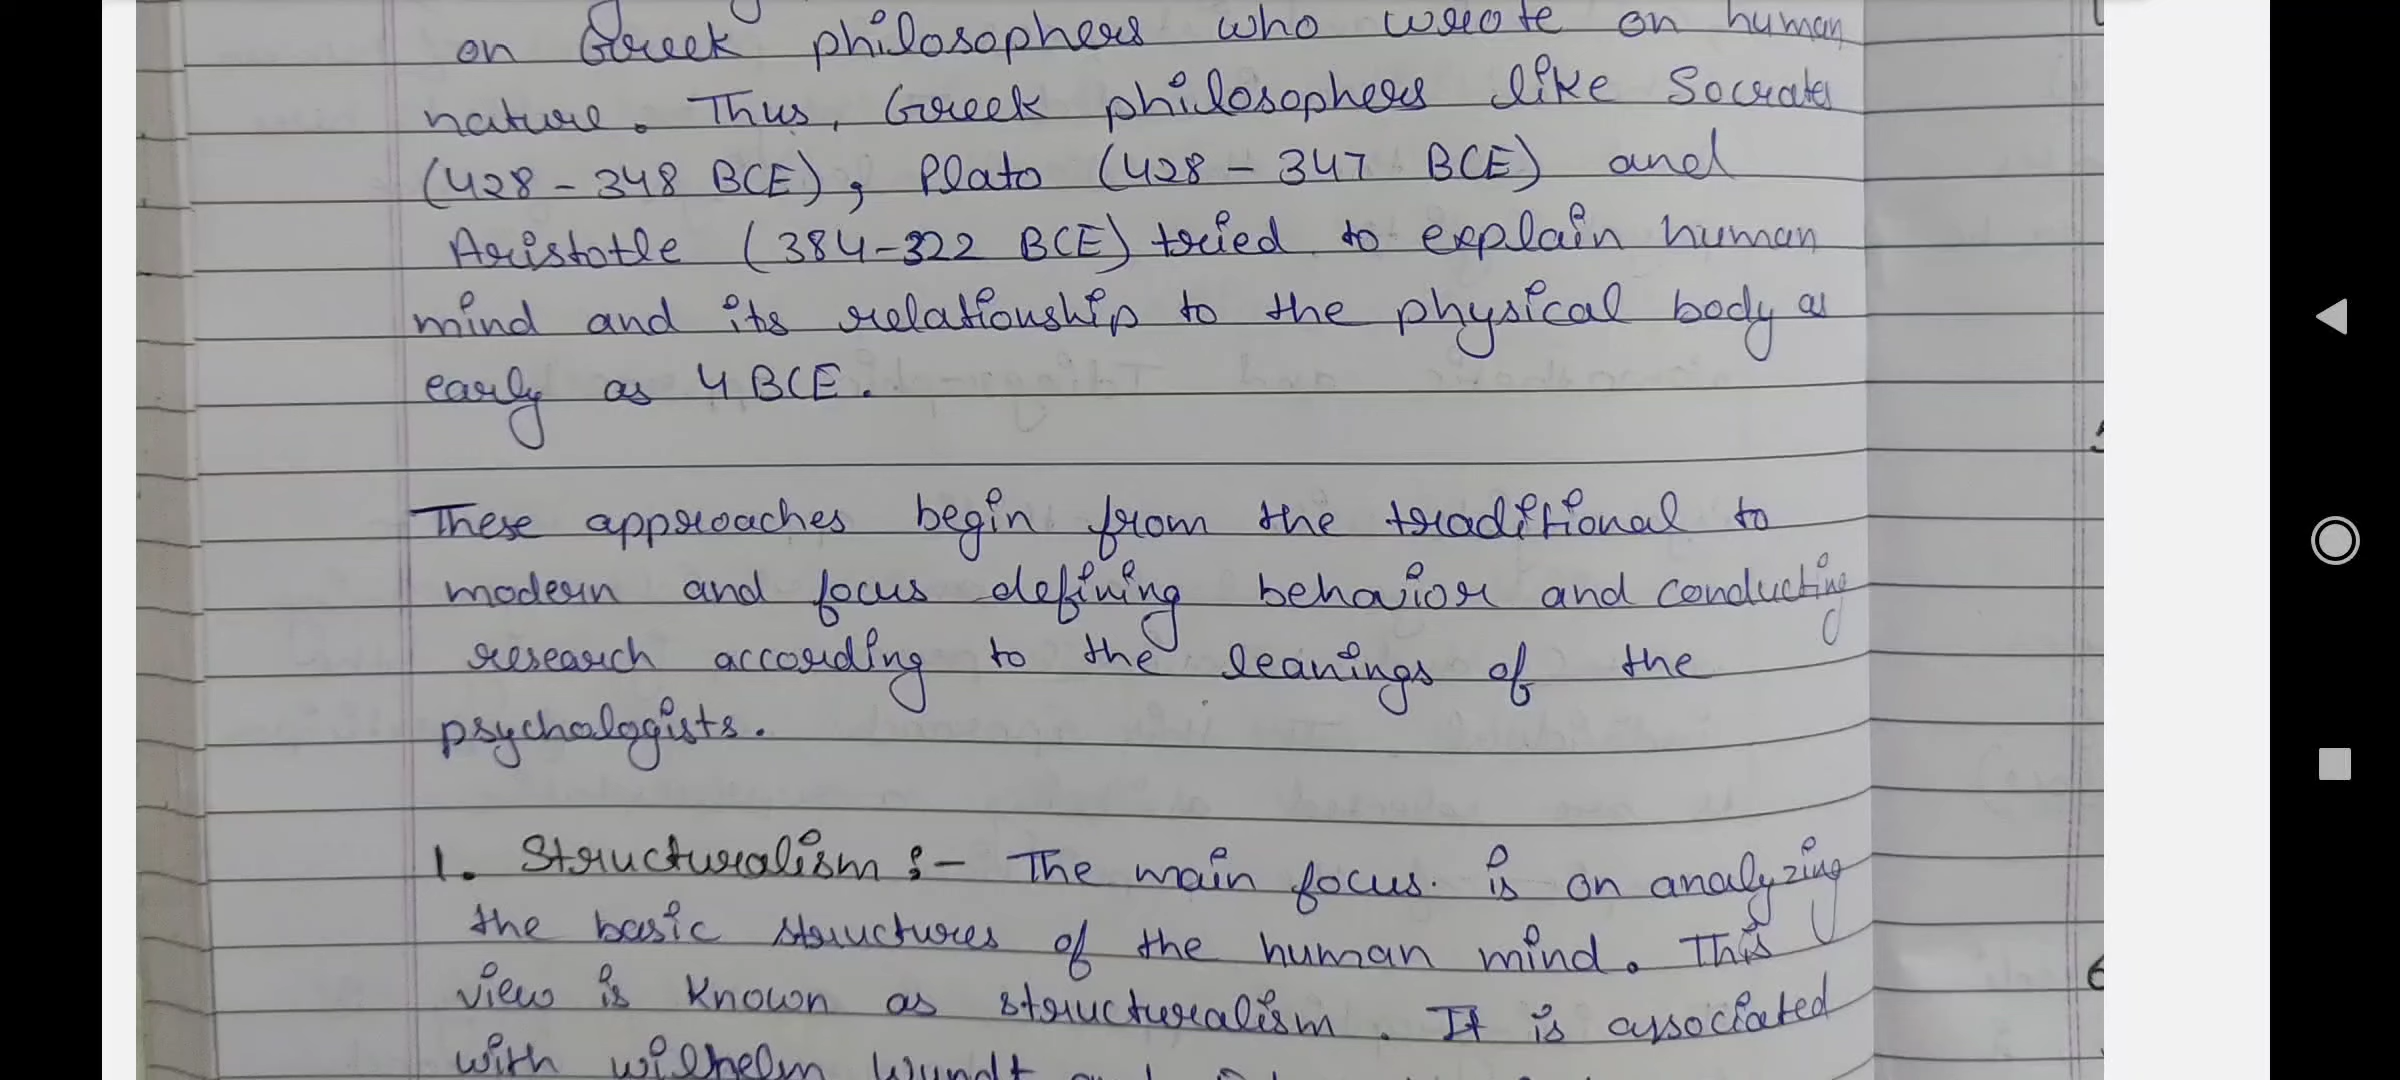 on Greek philosophers who wrote on human
nature. Thus, Greek philosophers like Socrates
(428 - 348 BCE), Plato (428 - 347 BCE) and
Aristotle (384-322 BCE) tried to explain human
mind and its relationship to the physical body as
early as 4 BCE.
These approaches begin from the traditional to
modern and focus defining behavior and conducting
research according to the leanings of the
psychologists.
1. Structuralism :- The main focus. is on analyzing
the basic structures of the human mind. This
view is known as structuralism. It is associated
with wilhelm Wundt